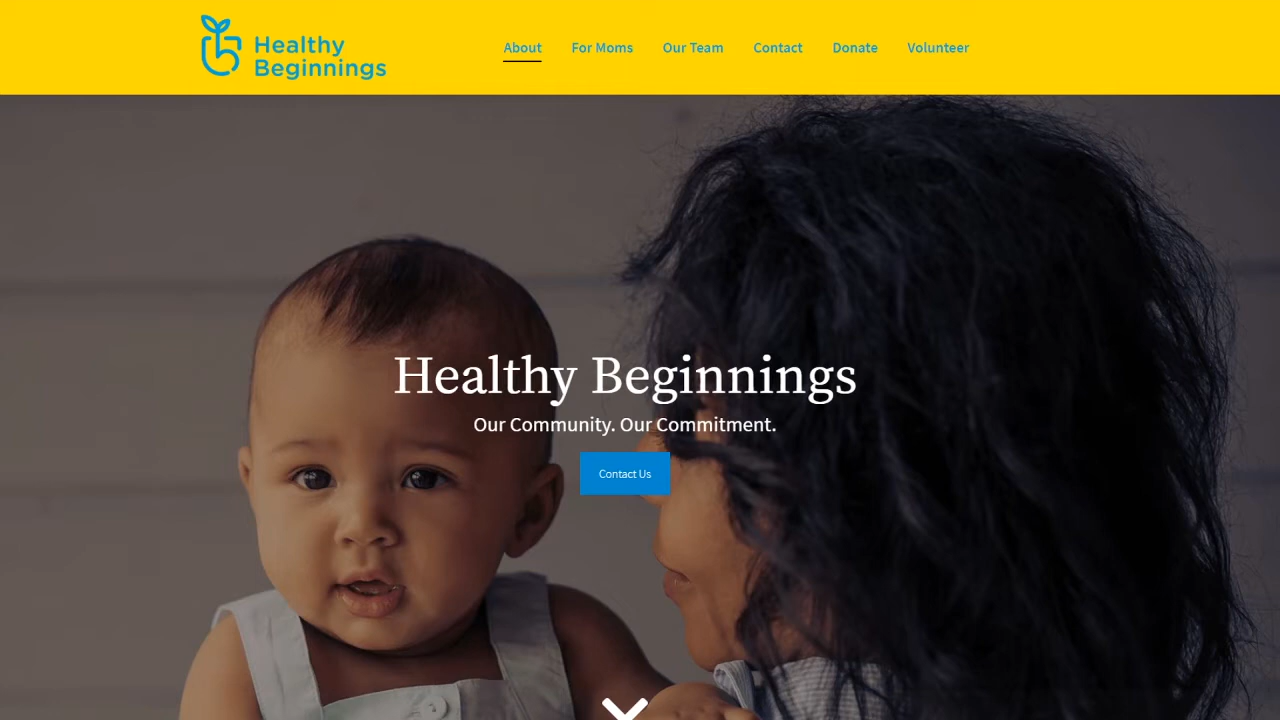 Healthy
Beginnings
About For Moms Our Team Contact Donate Volunteer
Healthy Beginnings
Our Community. Our Commitment.
Contact Us